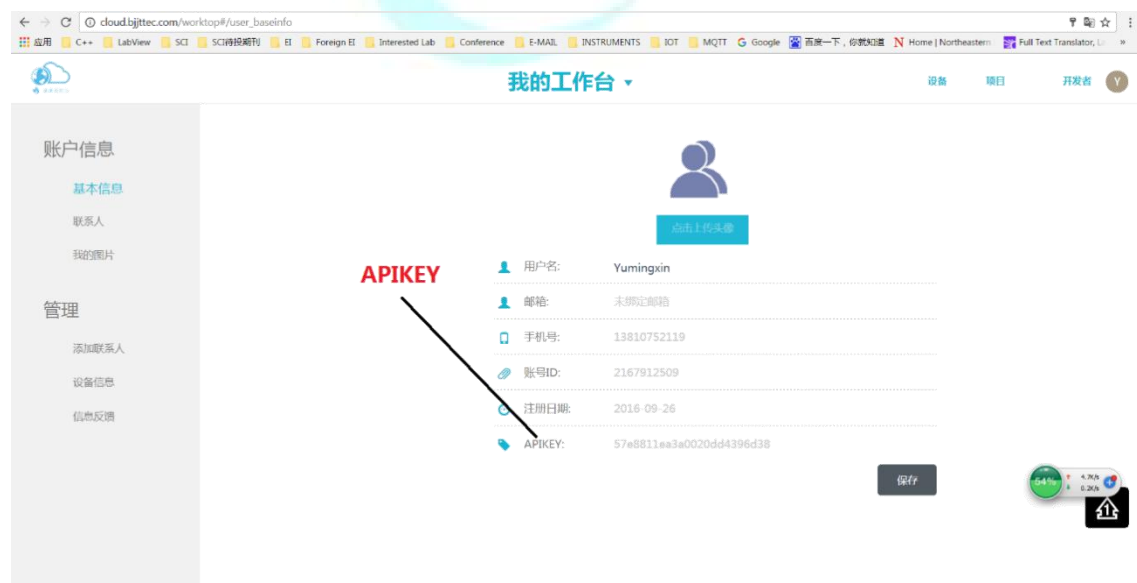 cloud.bjjttec.com/worktop#/user_baseinfo
应用 C++ LabView SCI SCI待投期刊 EI Foreign EI Interested Lab Conference E-MAIL INSTRUMENTS IOT MQTT Google 百度一下，你就知道 Home | Northeastern Full Text Translator, »
我的工作台
设备 项目 开发者 Y
账户信息
基本信息
联系人
我的图片
管理
添加联系人
设备信息
信息反馈
点击上传头像
用户名: Yumingxin
邮箱: 未绑定邮箱
手机号: 13810752119
账号ID: 2167912509
注册日期: 2016-09-26
APIKEY: 57e8811ea3a0020dd4396d38
APIKEY
保存
54% 4.7K/s
0.2K/s
1